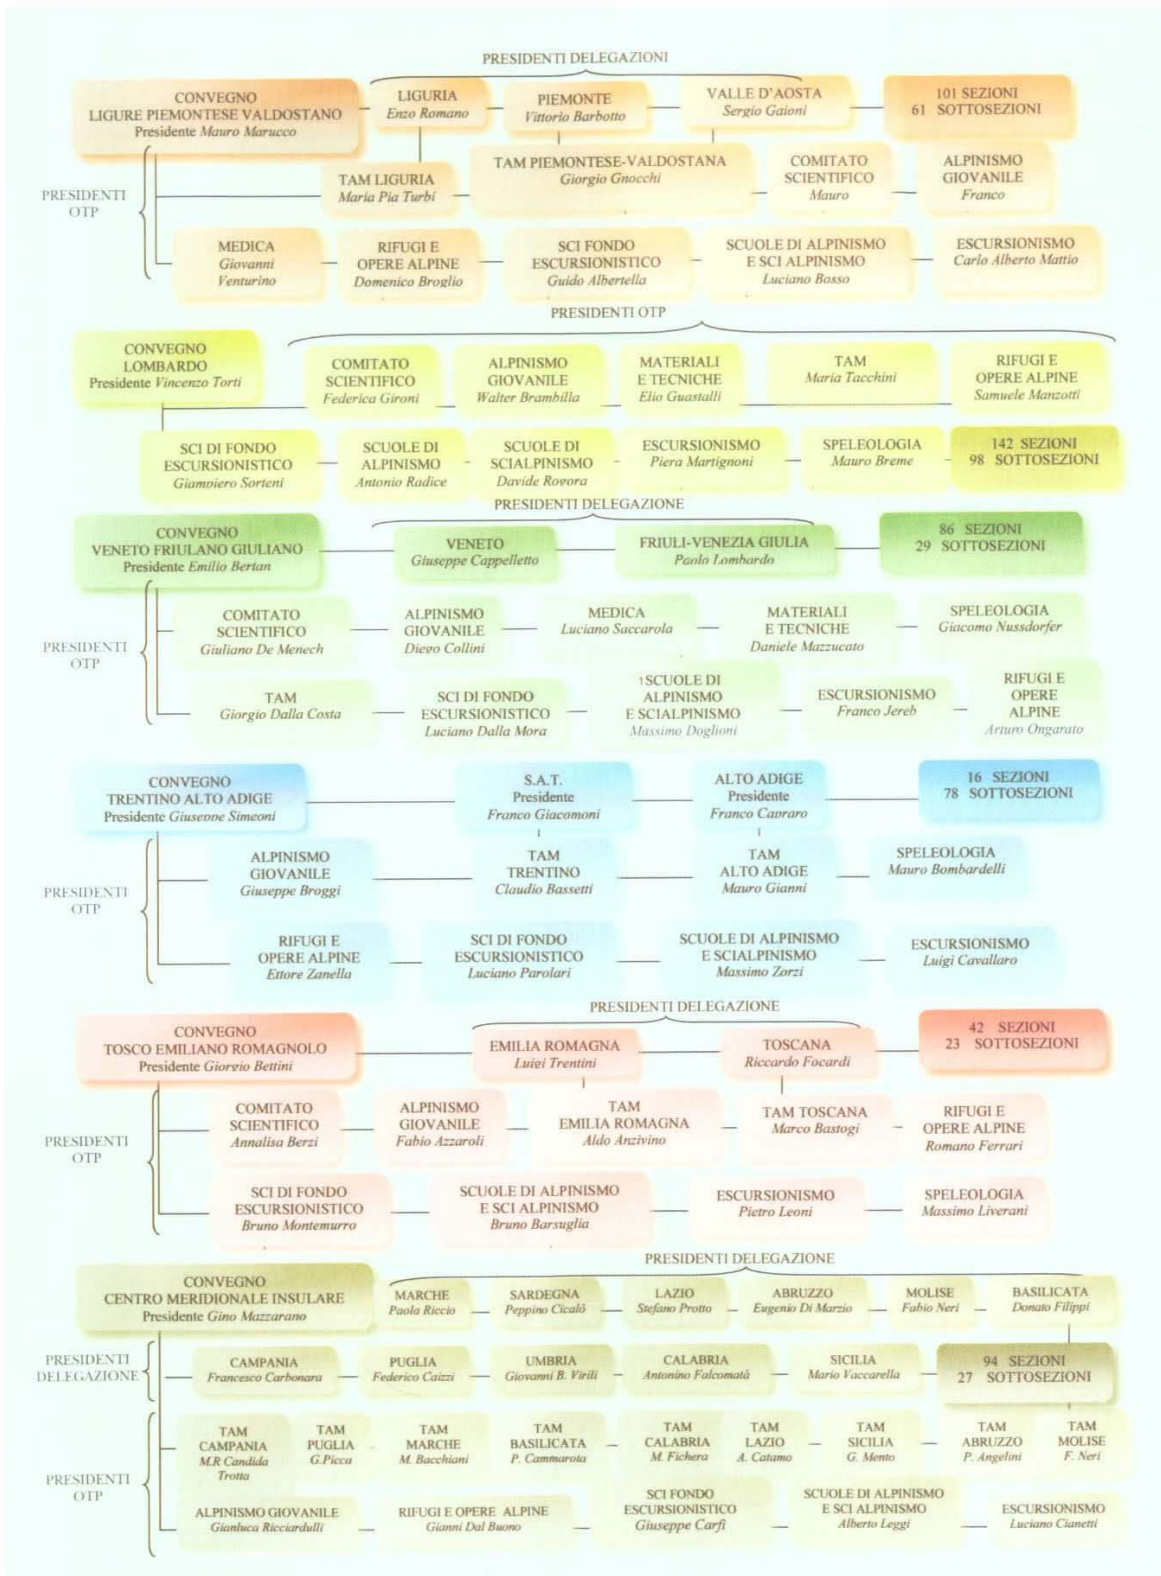 PRESIDENTI DELEGAZIONI
CONVEGNO
LIGURE PIEMONTESE VALDOSTANO
Presidente Mauro Marucco
LIGURIA
Enzo Romano
PIEMONTE
Vittorio Barbotto
VALLE D'AOSTA
Sergio Gaioni
101 SEZIONI
61 SOTTOSEZIONI
PRESIDENTI
OTP
TAM LIGURIA
Maria Pia Turbi
TAM PIEMONTESE-VALDOSTANA
Giorgio Gnocchi
COMITATO
SCIENTIFICO
Mauro
ALPINISMO
GIOVANILE
Franco
MEDICA
Giovanni
Venturino
RIFUGI E
OPERE ALPINE
Domenico Broglio
SCI FONDO
ESCURSIONISTICO
Guido Albertella
SCUOLE DI ALPINISMO
E SCI ALPINISMO
Luciano Bosso
ESCURSIONISMO
Carlo Alberto Mattio
PRESIDENTI OTP
CONVEGNO
LOMBARDO
Presidente Vincenzo Torti
COMITATO
SCIENTIFICO
Federica Gironi
ALPINISMO
GIOVANILE
Walter Brambilla
MATERIALI
E TECNICHE
Elio Guastalli
TAM
Maria Tacchini
RIFUGI E
OPERE ALPINE
Samuele Manzotti
SCI DI FONDO
ESCURSIONISTICO
Giampiero Sorteni
SCUOLE DI
ALPINISMO
Antonio Radice
SCUOLE DI
SCIALPINISMO
Davide Rogora
ESCURSIONISMO
Piera Martignoni
SPELEOLOGIA
Mauro Breme
142 SEZIONI
98 SOTTOSEZIONI
PRESIDENTI DELEGAZIONE
CONVEGNO
VENETO FRIULANO GIULIANO
Presidente Emilio Bertan
VENETO
Giuseppe Cappelletto
FRIULI-VENEZIA GIULIA
Paolo Lombardo
86 SEZIONI
29 SOTTOSEZIONI
PRESIDENTI
OTP
COMITATO
SCIENTIFICO
Giuliano De Menech
ALPINISMO
GIOVANILE
Diego Collini
MEDICA
Luciano Saccarola
MATERIALI
E TECNICHE
Daniele Mazzucato
SPELEOLOGIA
Giacomo Nussdorfer
TAM
Giorgio Dalla Costa
SCI DI FONDO
ESCURSIONISTICO
Luciano Dalla Mora
SCUOLE DI
ALPINISMO
E SCIALPINISMO
Massimo Doglioni
ESCURSIONISMO
Franco Jereb
RIFUGI E
OPERE
ALPINE
Arturo Ongarato
CONVEGNO
TRENTINO ALTO ADIGE
Presidente Giuseppe Simeoni
S.A.T.
Presidente
Franco Giacomoni
ALTO ADIGE
Presidente
Franco Capraro
16 SEZIONI
78 SOTTOSEZIONI
PRESIDENTI
OTP
ALPINISMO
GIOVANILE
Giuseppe Broggi
TAM
TRENTINO
Claudio Bassetti
TAM
ALTO ADIGE
Mauro Gianni
SPELEOLOGIA
Mauro Bombardelli
RIFUGI E
OPERE ALPINE
Ettore Zanella
SCI DI FONDO
ESCURSIONISTICO
Luciano Parolari
SCUOLE DI ALPINISMO
E SCIALPINISMO
Massimo Zorzi
ESCURSIONISMO
Luigi Cavallaro
PRESIDENTI DELEGAZIONE
CONVEGNO
TOSCO EMILIANO ROMAGNOLO
Presidente Giorgio Bettini
EMILIA ROMAGNA
Luigi Trentini
TOSCANA
Riccardo Focardi
42 SEZIONI
23 SOTTOSEZIONI
PRESIDENTI
OTP
COMITATO
SCIENTIFICO
Annalisa Berzi
ALPINISMO
GIOVANILE
Fabio Azzaroli
TAM
EMILIA ROMAGNA
Aldo Anzivino
TAM TOSCANA
Marco Bastogi
RIFUGI E
OPERE ALPINE
Romano Ferrari
SCI DI FONDO
ESCURSIONISTICO
Bruno Montemurro
SCUOLE DI ALPINISMO
E SCI ALPINISMO
Bruno Barsuglia
ESCURSIONISMO
Pietro Leoni
SPELEOLOGIA
Massimo Liverani
PRESIDENTI DELEGAZIONE
CONVEGNO
CENTRO MERIDIONALE INSULARE
Presidente Gino Mazzarano
MARCHE
Paola Riccio
SARDEGNA
Peppino Cicalò
LAZIO
Stefano Protto
ABRUZZO
Eugenio Di Marzio
MOLISE
Fabio Neri
BASILICATA
Donato Filippi
PRESIDENTI
DELEGAZIONE
CAMPANIA
Francesco Carbonara
PUGLIA
Federico Caizzi
UMBRIA
Giovanni B. Virili
CALABRIA
Antonino Falcomatà
SICILIA
Mario Vaccarella
94 SEZIONI
27 SOTTOSEZIONI
PRESIDENTI
OTP
TAM
CAMPANIA
M.R Candida
Trotta
TAM
PUGLIA
G.Picca
TAM
MARCHE
M. Bacchiani
TAM
BASILICATA
P. Cammarota
TAM
CALABRIA
M. Fichera
TAM
LAZIO
A. Catamo
TAM
SICILIA
G. Mento
TAM
ABRUZZO
P. Angelini
TAM
MOLISE
F. Neri
ALPINISMO GIOVANILE
Gianluca Ricciardulli
RIFUGI E OPERE ALPINE
Gianni Dal Buono
SCI FONDO
ESCURSIONISTICO
Giuseppe Carfì
SCUOLE DI ALPINISMO
E SCI ALPINISMO
Alberto Leggi
ESCURSIONISMO
Luciano Cianetti